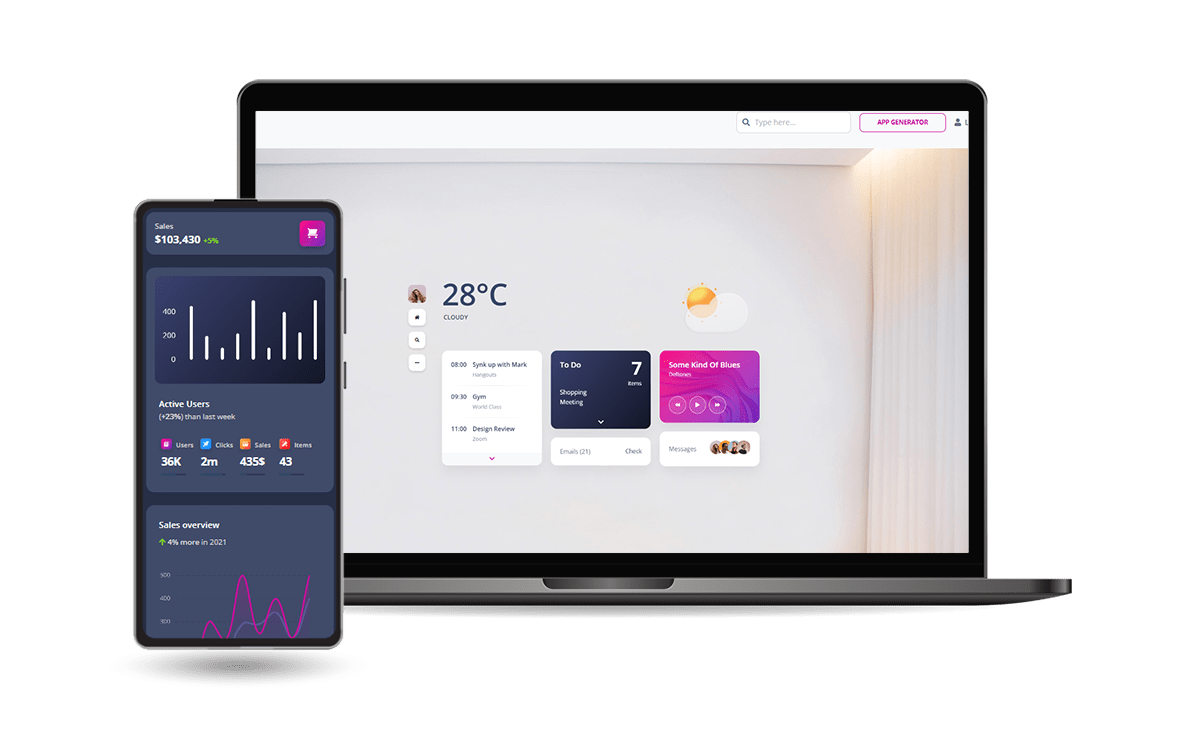 Type here...
APP GENERATOR
Sales
$103,430 +5%
400
200
0
Active Users
(+23%) than last week
Users
Clicks
Sales
Items
36K
2m
435$
43
Sales overview
4% more in 2021
500
400
300
28°C
CLOUDY
08:00 Synk up with Mark
Hangouts
09:30 Gym
World Class
11:00 Design Review
Zoom
To Do
7
items
Shopping
Meeting
Emails (21)
Check
Some Kind Of Blues
Deftones
Messages